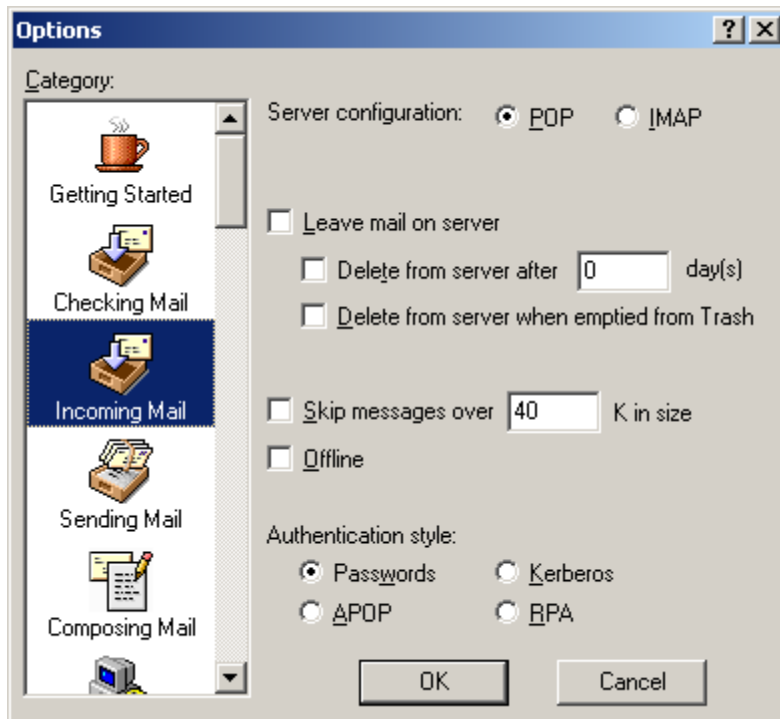 Options
Category:
Getting Started
Checking Mail
Incoming Mail
Sending Mail
Composing Mail
Server configuration: POP IMAP
Leave mail on server
Delete from server after 0 day(s)
Delete from server when emptied from Trash
Skip messages over 40 K in size
Offline
Authentication style:
Passwords Kerberos
APOP RPA
OK Cancel